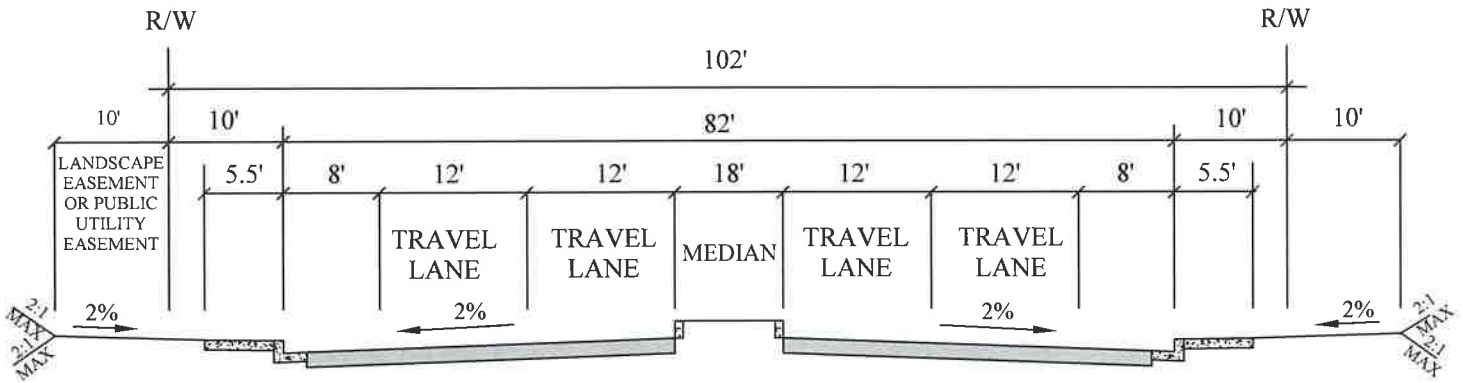 R/W
R/W
102'
10'
10'
82'
10'
10'
LANDSCAPE
EASEMENT
OR PUBLIC
UTILITY
EASEMENT
5.5'
8'
12'
12'
18'
12'
12'
8'
5.5'
TRAVEL
LANE
TRAVEL
LANE
MEDIAN
TRAVEL
LANE
TRAVEL
LANE
2:1
MAX
2:1
MAX
2%
2%
2%
2%
2:1
MAX
2:1
MAX